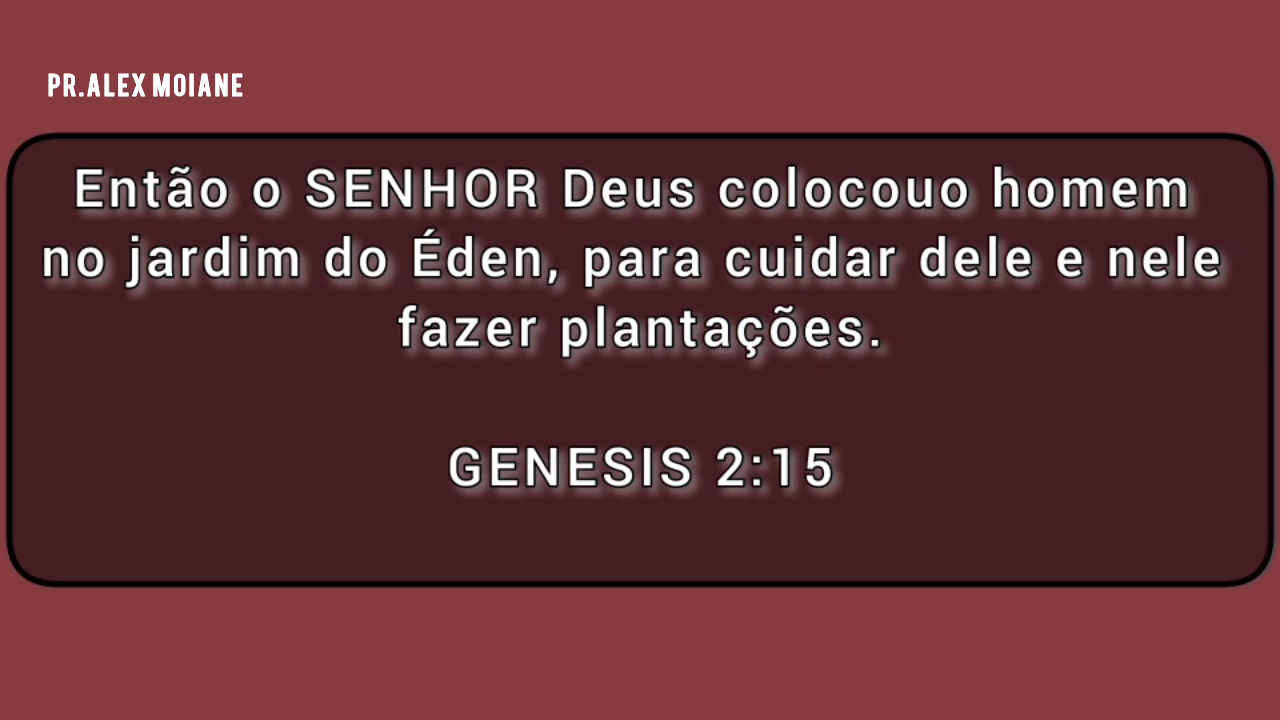 PR.ALEX MOIANE
Então o SENHOR Deus colocouo homem
no jardim do Éden, para cuidar dele e nele
fazer plantações.
GENESIS 2:15